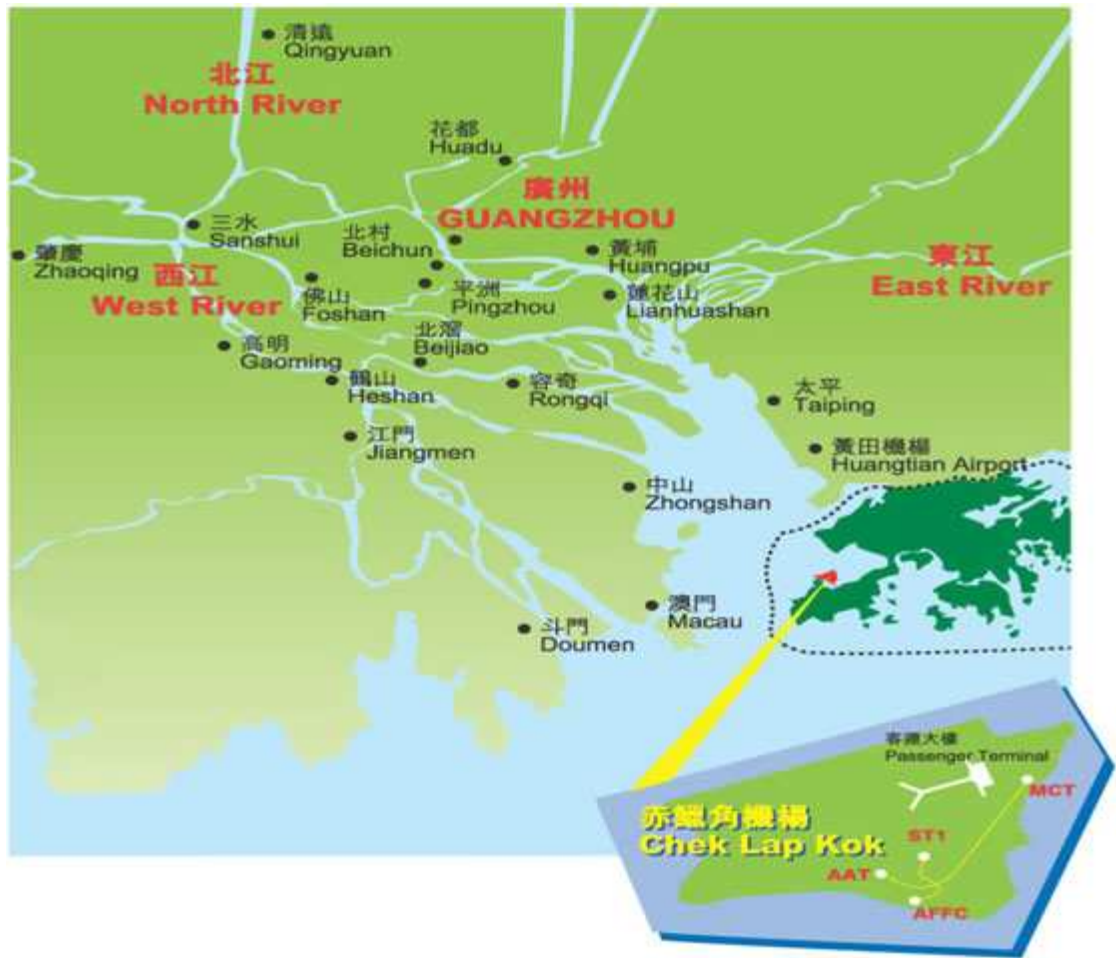 清遠
Qingyuan
北江
North River
花都
Huadu
廣州
GUANGZHOU
三水
Sanshui
北村
Beichun
黃埔
Huangpu
肇慶
Zhaoqing
西江
West River
東江
East River
佛山
Foshan
平洲
Pingzhou
蓮花山
Lianhuashan
高明
Gaoming
北滘
Beijiao
鶴山
Heshan
容奇
Rongqi
太平
Taiping
江門
Jiangmen
黃田機場
Huangtian Airport
中山
Zhongshan
澳門
Macau
斗門
Doumen
客運大樓
Passenger Terminal
MCT
赤鱲角機場
Chek Lap Kok
ST1
AAT
AFFC